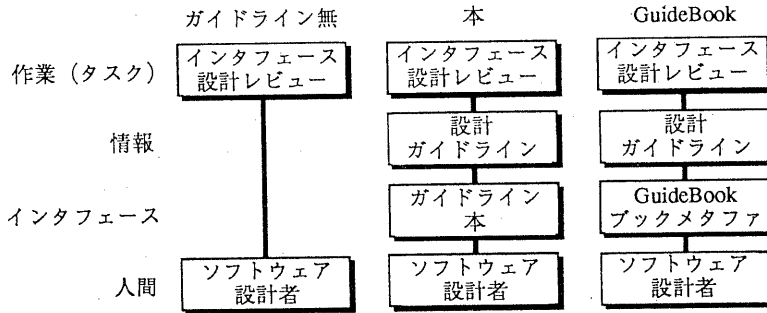 ガイドライン無 本 GuideBook
作業（タスク） インタフェース インタフェース インタフェース
設計レビュー 設計レビュー 設計レビュー
情報 設計 設計
ガイドライン ガイドライン
インタフェース ガイドライン GuideBook
本 ブックメタファ
人間 ソフトウェア ソフトウェア ソフトウェア
設計者 設計者 設計者